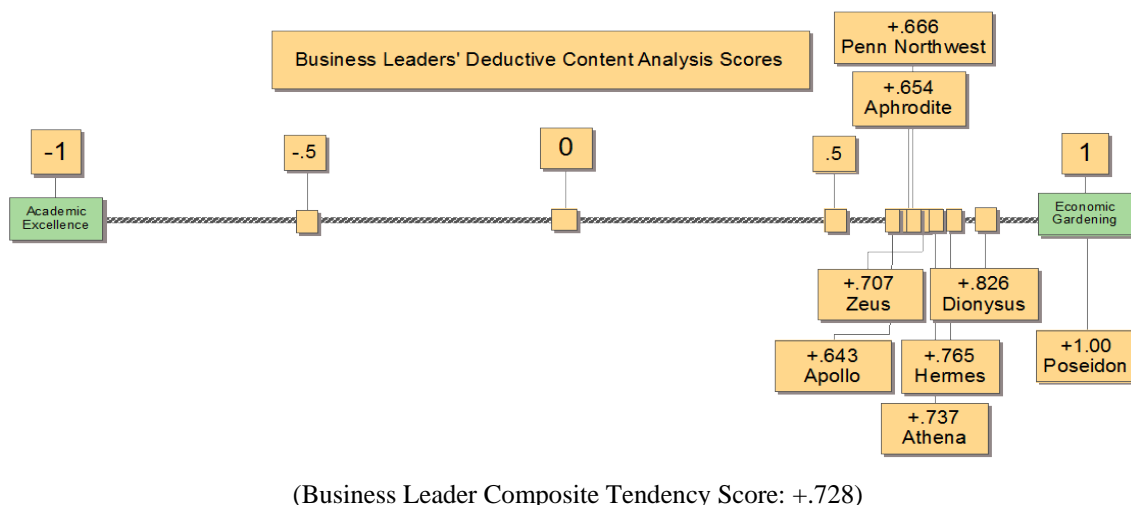 +.666
Penn Northwest
Business Leaders' Deductive Content Analysis Scores
+.654
Aphrodite
-1
-.5
0
.5
1
Academic
Excellence
Economic
Gardening
+.707
Zeus
+.826
Dionysus
+.643
Apollo
+.765
Hermes
+1.00
Poseidon
+.737
Athena
(Business Leader Composite Tendency Score: +.728)